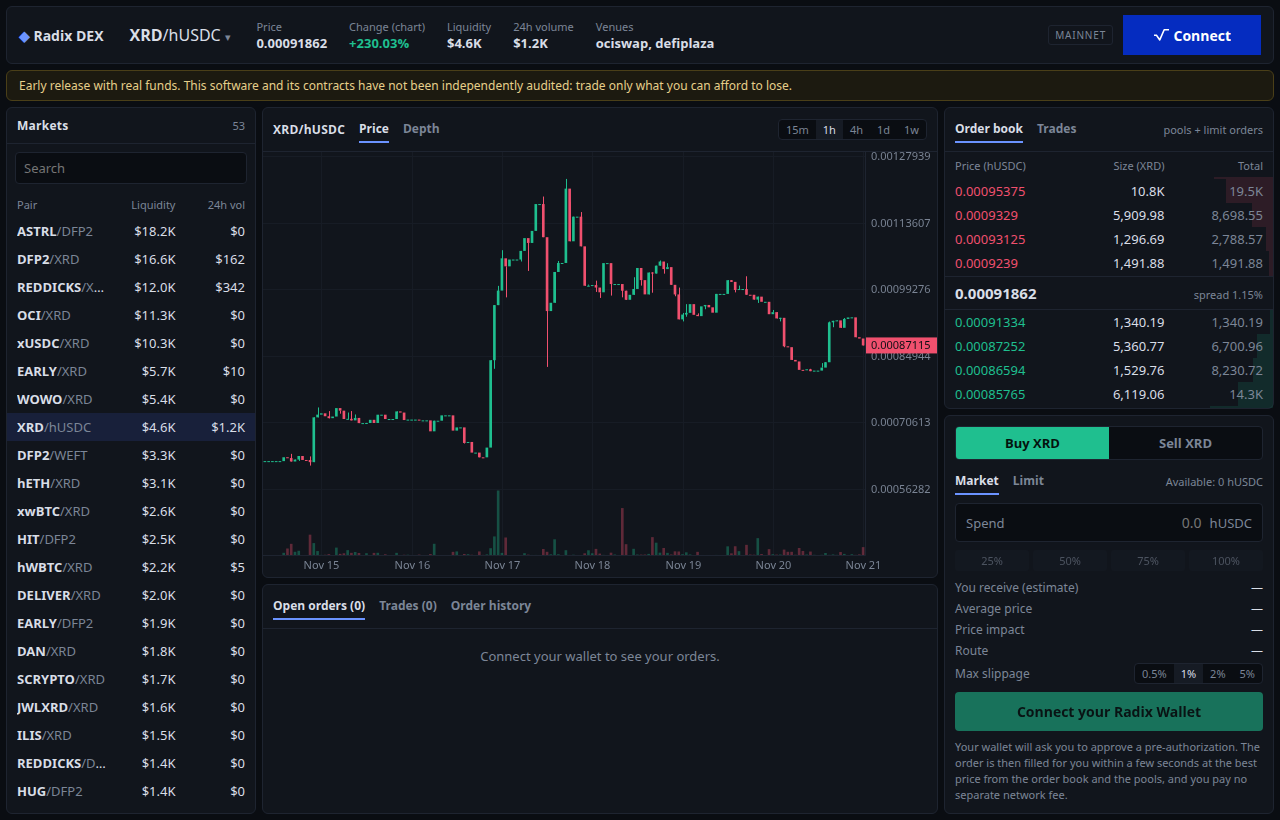 Radix DEX
XRD/hUSDC ▾
Price
0.00091862
Change (chart)
+230.03%
Liquidity
$4.6K
24h volume
$1.2K
Venues
ociswap, defiplaza
MAINNET
√ Connect
Early release with real funds. This software and its contracts have not been independently audited: trade only what you can afford to lose.
Markets 53
Search
Pair Liquidity 24h vol
ASTRL/DFP2 $18.2K $0
DFP2/XRD $16.6K $162
REDDICKS/X... $12.0K $342
OCI/XRD $11.3K $0
xUSDC/XRD $10.3K $0
EARLY/XRD $5.7K $10
WOWO/XRD $5.4K $0
XRD/hUSDC $4.6K $1.2K
DFP2/WEFT $3.3K $0
hETH/XRD $3.1K $0
xwBTC/XRD $2.6K $0
HIT/DFP2 $2.5K $0
hWBTC/XRD $2.2K $5
DELIVER/XRD $2.0K $0
EARLY/DFP2 $1.9K $0
DAN/XRD $1.8K $0
SCRYPTO/XRD $1.7K $0
JWLXRD/XRD $1.6K $0
ILIS/XRD $1.5K $0
REDDICKS/D... $1.4K $0
HUG/DFP2 $1.4K $0
XRD/hUSDC Price Depth
15m 1h 4h 1d 1w
0.00127939
0.00113607
0.00099276
0.00087115
0.00084944
0.00070613
0.00056282
Nov 15 Nov 16 Nov 17 Nov 18 Nov 19 Nov 20 Nov 21
Open orders (0) Trades (0) Order history
Connect your wallet to see your orders.
Order book Trades pools + limit orders
Price (hUSDC) Size (XRD) Total
0.00095375 10.8K 19.5K
0.0009329 5,909.98 8,698.55
0.00093125 1,296.69 2,788.57
0.0009239 1,491.88 1,491.88
0.00091862 spread 1.15%
0.00091334 1,340.19 1,340.19
0.00087252 5,360.77 6,700.96
0.00086594 1,529.76 8,230.72
0.00085765 6,119.06 14.3K
Buy XRD Sell XRD
Market Limit Available: 0 hUSDC
Spend 0.0 hUSDC
25% 50% 75% 100%
You receive (estimate) —
Average price —
Price impact —
Route —
Max slippage 0.5% 1% 2% 5%
Connect your Radix Wallet
Your wallet will ask you to approve a pre-authorization. The
order is then filled for you within a few seconds at the best
price from the order book and the pools, and you pay no
separate network fee.